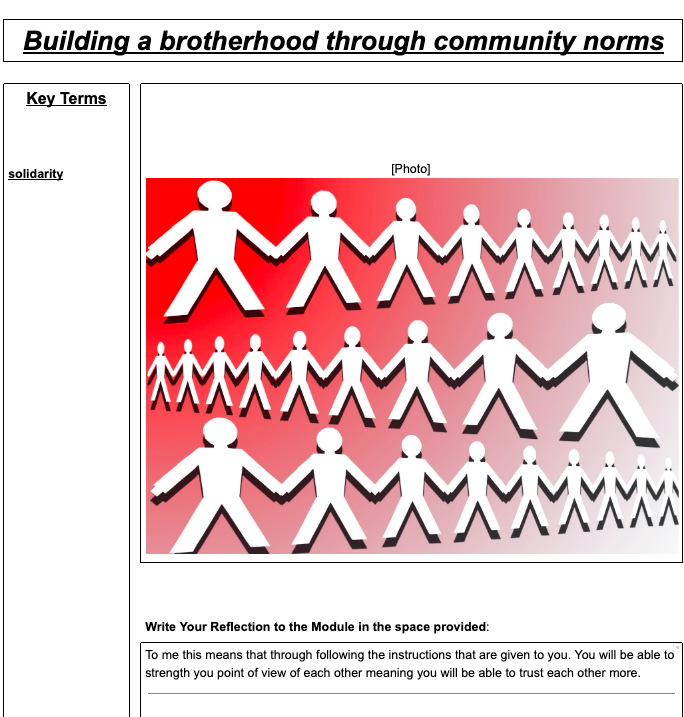 Building a brotherhood through community norms
Key Terms
solidarity
[Photo]
Write Your Reflection to the Module in the space provided:
To me this means that through following the instructions that are given to you. You will be able to
strength you point of view of each other meaning you will be able to trust each other more.